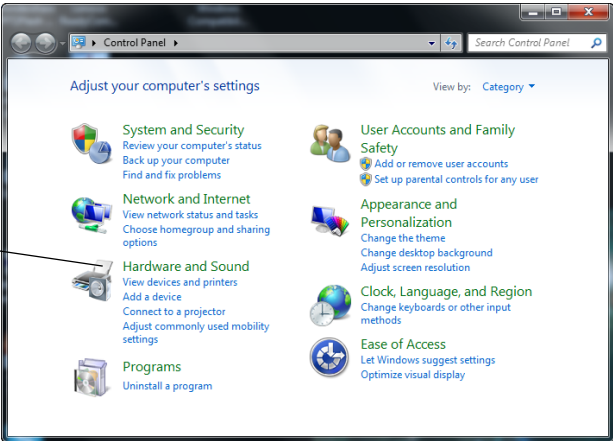 Control Panel
Search Control Panel
Adjust your computer's settings
View by: Category
System and Security
Review your computer's status
Back up your computer
Find and fix problems
Network and Internet
View network status and tasks
Choose homegroup and sharing
options
Hardware and Sound
View devices and printers
Add a device
Connect to a projector
Adjust commonly used mobility
settings
Programs
Uninstall a program
User Accounts and Family
Safety
Add or remove user accounts
Set up parental controls for any user
Appearance and
Personalization
Change the theme
Change desktop background
Adjust screen resolution
Clock, Language, and Region
Change keyboards or other input
methods
Ease of Access
Let Windows suggest settings
Optimize visual display